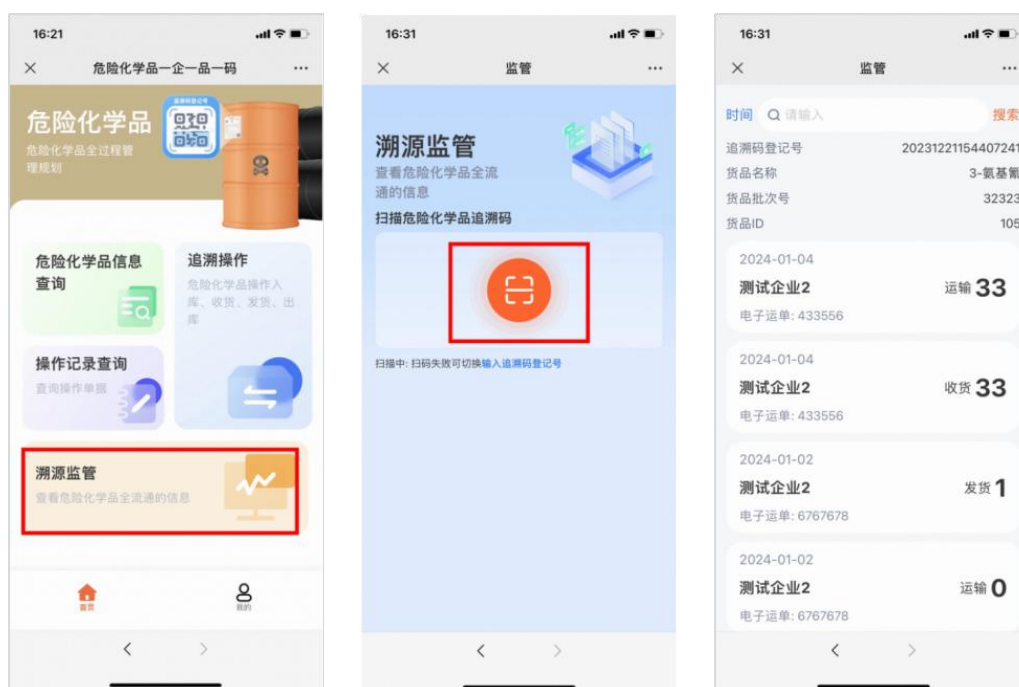 16:21
危险化学品一企一品一码
危险化学品
危险化学品全过程管
理规划
危险化学品信息
查询
追溯操作
危险化学品操作入
库、收货、发货、出
库
操作记录查询
查询操作单据
溯源监管
查看危险化学品全流通的信息
首页
我的
16:31
监管
溯源监管
查看危险化学品全流
通的信息
扫描危险化学品追溯码
扫描中: 扫码失败可切换输入追溯码登记号
16:31
监管
时间 请输入 搜索
追溯码登记号 20231221154407241
货品名称 3-氨基氰
货品批次号 32323
货品ID 105
2024-01-04
测试企业2 运输 33
电子运单: 433556
2024-01-04
测试企业2 收货 33
电子运单: 433556
2024-01-02
测试企业2 发货 1
电子运单: 6767678
2024-01-02
测试企业2 运输 0
电子运单: 6767678